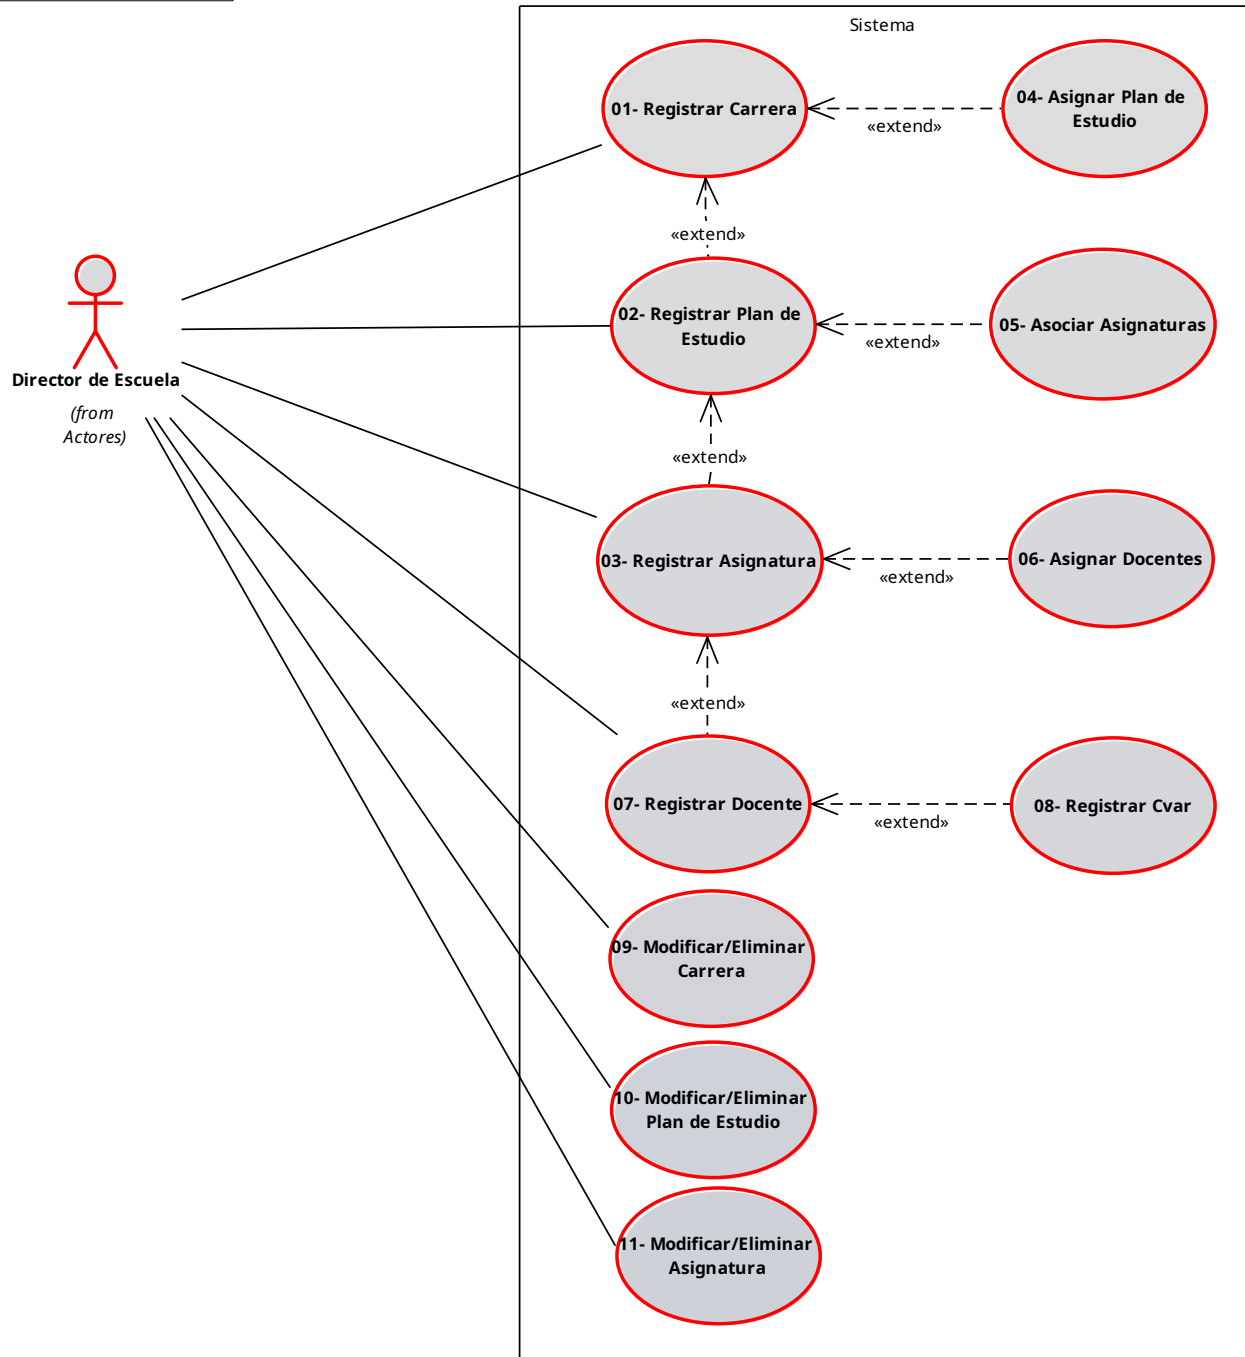 Sistema
01- Registrar Carrera
04- Asignar Plan de
Estudio
«extend»
«extend»
02- Registrar Plan de
Estudio
05- Asociar Asignaturas
«extend»
Director de Escuela
(from
Actores)
«extend»
03- Registrar Asignatura
06- Asignar Docentes
«extend»
«extend»
07- Registrar Docente
08- Registrar Cvar
«extend»
09- Modificar/Eliminar
Carrera
10- Modificar/Eliminar
Plan de Estudio
11- Modificar/Eliminar
Asignatura